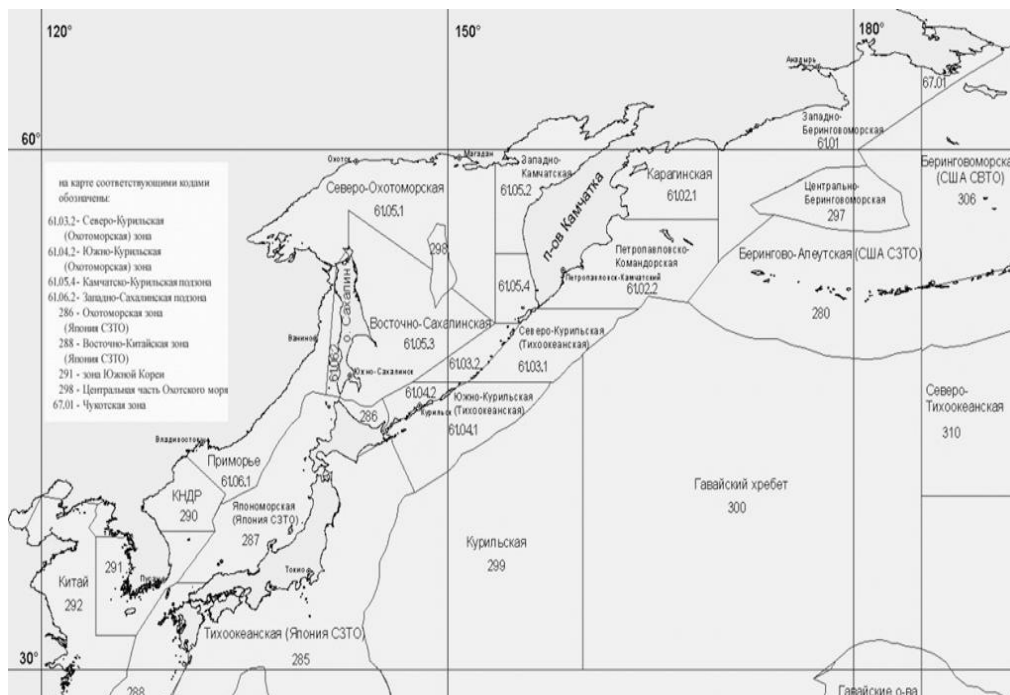 120°
150°
180°
Анадырь
67.01
Западно-
Беринговоморская
61.01
60°
Охотск
Магадан
Западно-
Камчатская
61.05.2
Карагинская
61.02.1
Беринговоморская
(США СВТО)
306
на карте соответствующими кодами
обозначены:
61.03.2 - Северо-Курильская
(Охотоморская) зона
61.04.2 - Южно-Курильская
(Охотоморская) зона
61.05.4 - Камчатско-Курильская подзона
61.06.2 - Западно-Сахалинская подзона
286 - Охотоморская зона
(Япония СЗТО)
288 - Восточно-Китайская зона
(Япония СЗТО)
291 - зона Южной Кореи
298 - Центральная часть Охотского моря
67.01 - Чукотская зона
Северо-Охотоморская
61.05.1
п-ов Камчатка
Центрально-
Беринговоморская
297
298
Петропавловско-
Командорская
Петропавловск-Камчатский
61.02.2
Берингово-Алеутская (США СЗТО)
280
61.05.4
о. Сахалин
Ванино
61.06.2
Восточно-Сахалинская
61.05.3
Северо-Курильская
(Тихоокеанская)
61.03.1
61.03.2
Южно-Сахалинск
61.04.2
286
Курильск
Южно-Курильская
(Тихоокеанская)
61.04.1
Северо-
Тихоокеанская
310
Владивосток
Приморье
61.06.1
КНДР
290
Япономорская
(Япония СЗТО)
287
Гавайский хребет
300
Курильская
299
291
Пусан
Китай
292
Токио
Тихоокеанская (Япония СЗТО)
285
30°
288
Гавайские о-ва